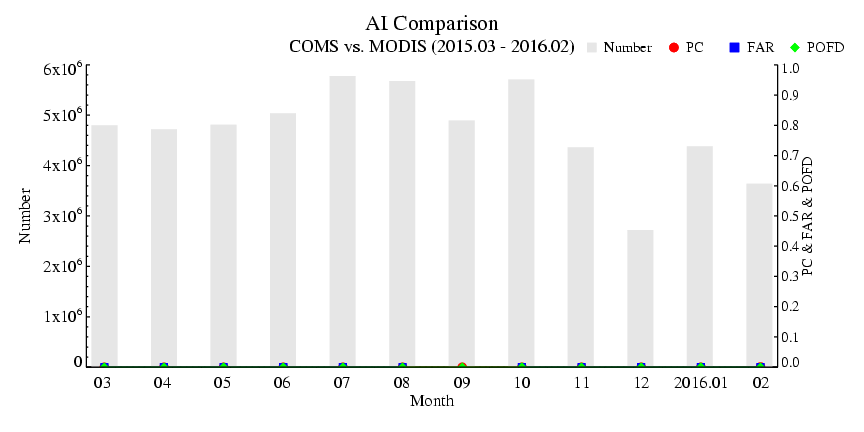 AI Comparison
COMS vs. MODIS (2015.03 - 2016.02)
Number PC FAR POFD
6x10⁶ 1.0
0.9
5x10⁶
0.8
4x10⁶ 0.7
0.6
3x10⁶ 0.5
0.4
2x10⁶
0.3
0.2
1x10⁶
0.1
0 0.0
Number
PC & FAR & POFD
03 04 05 06 07 08 09 10 11 12 2016.01 02
Month